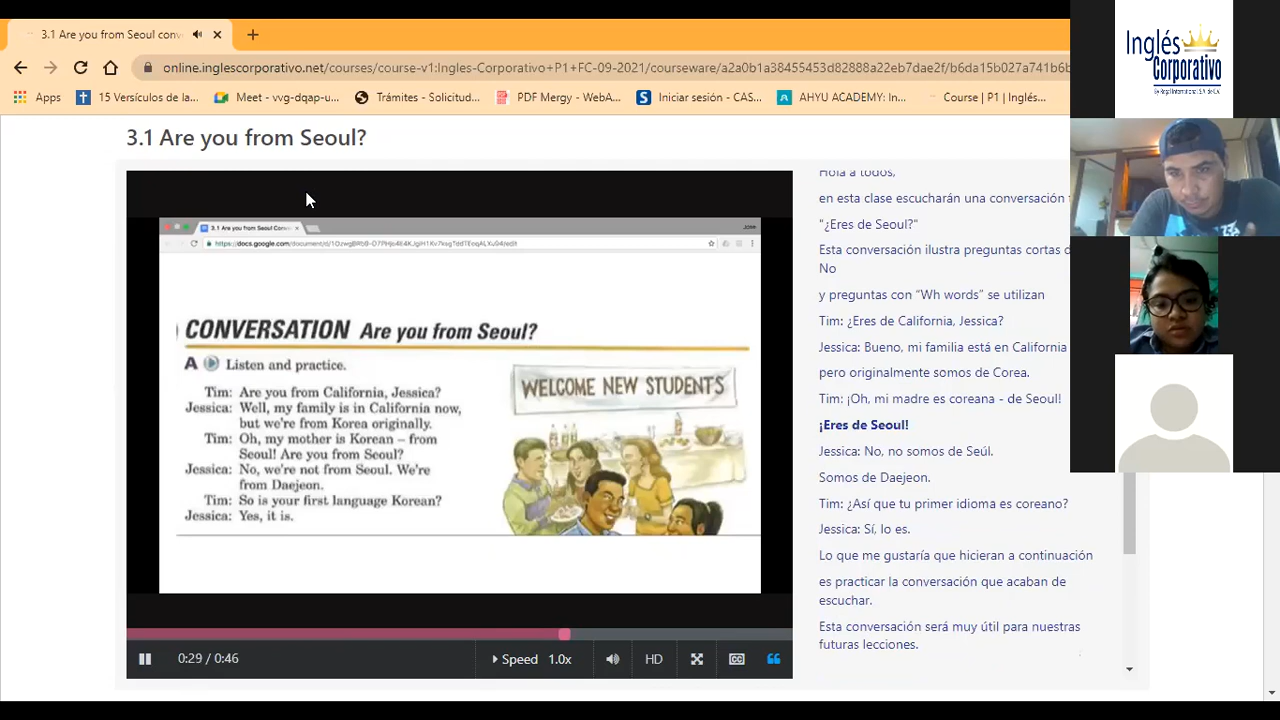 3.1 Are you from Seoul conv
online.inglescorporativo.net/courses/course-v1:Ingles-Corporativo+P1+FC-09-2021/courseware/a2a0b1a38455453d82888a22eb7dae2f/b6da15b027a741b6b
Apps 15 Versículos de la... Meet - vvg-dqap-u... Trámites - Solicitud... PDF Mergy - WebA... Iniciar sesión - CAS... AHYU ACADEMY: In... Course | P1 | Inglés...
3.1 Are you from Seoul?
3.1 Are you from Seoul Conv
CONVERSATION Are you from Seoul?
A Listen and practice.
Tim: Are you from California, Jessica?
Jessica: Well, my family is in California now,
but we're from Korea originally.
Tim: Oh, my mother is Korean – from
Seoul! Are you from Seoul?
Jessica: No, we're not from Seoul. We're
from Daejeon.
Tim: So is your first language Korean?
Jessica: Yes, it is.
WELCOME NEW STUDENTS
0:29 / 0:46
Speed 1.0x
HD
CC
Hola a todos,
en esta clase escucharán una conversación
"¿Eres de Seoul?"
Esta conversación ilustra preguntas cortas
No
y preguntas con “Wh words” se utilizan
Tim: ¿Eres de California, Jessica?
Jessica: Bueno, mi familia está en California
pero originalmente somos de Corea.
Tim: ¡Oh, mi madre es coreana - de Seoul!
¡Eres de Seoul!
Jessica: No, no somos de Seúl.
Somos de Daejeon.
Tim: ¿Así que tu primer idioma es coreano?
Jessica: Sí, lo es.
Lo que me gustaría que hicieran a continuación
es practicar la conversación que acaban de
escuchar.
Esta conversación será muy útil para nuestras
futuras lecciones.
Inglés
Corporativo